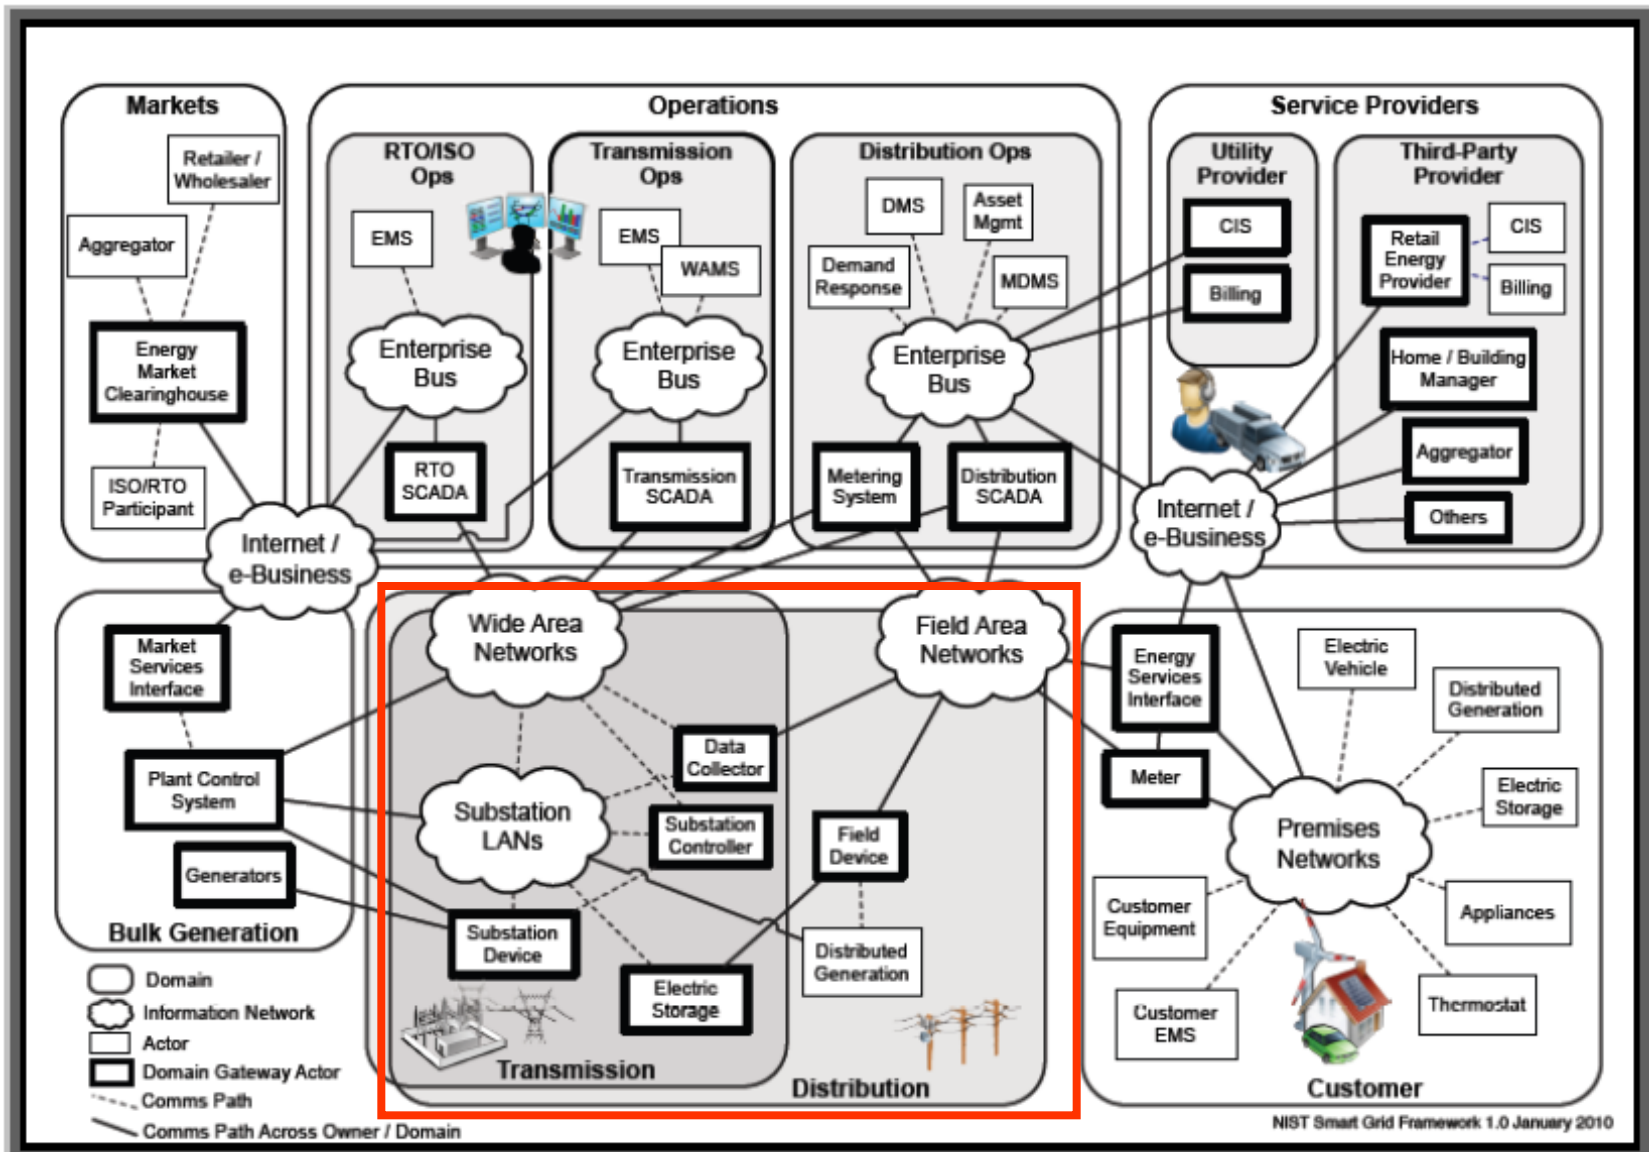 Markets
Retailer /
Wholesaler
Aggregator
Energy
Market
Clearinghouse
ISO/RTO
Participant
Internet /
e-Business
Operations
RTO/ISO
Ops
EMS
Enterprise
Bus
RTO
SCADA
Transmission
Ops
EMS
WAMS
Enterprise
Bus
Transmission
SCADA
Distribution Ops
DMS
Asset
Mgmt
Demand
Response
MDMS
Enterprise
Bus
Metering
System
Distribution
SCADA
Service Providers
Utility
Provider
CIS
Billing
Third-Party
Provider
Retail
Energy
Provider
CIS
Billing
Home / Building
Manager
Aggregator
Others
Internet /
e-Business
Market
Services
Interface
Plant Control
System
Generators
Bulk Generation
Wide Area
Networks
Field Area
Networks
Data
Collector
Substation
LANs
Substation
Controller
Field
Device
Substation
Device
Electric
Storage
Distributed
Generation
Transmission
Distribution
Energy
Services
Interface
Meter
Electric
Vehicle
Distributed
Generation
Electric
Storage
Premises
Networks
Customer
Equipment
Appliances
Customer
EMS
Thermostat
Customer
Domain
Information Network
Actor
Domain Gateway Actor
Comms Path
Comms Path Across Owner / Domain
NIST Smart Grid Framework 1.0 January 2010